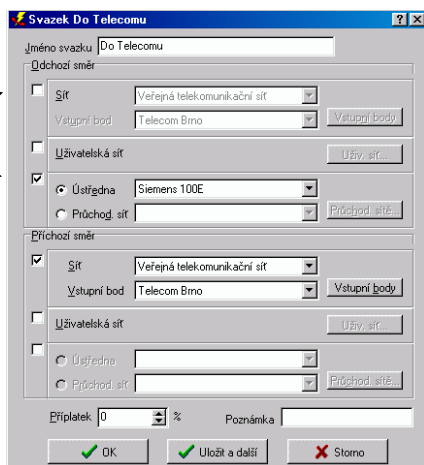 Svazek Do Telecomu
Jméno svazku Do Telecomu
Odchozí směr
Síť Veřejná telekomunikační síť
Vstupní bod Telecom Brno Vstupní body
Uživatelská síť Uživ. síť...
Ústředna Siemens 100E
Průchod. síť Průchod. sítě...
Příchozí směr
Síť Veřejná telekomunikační síť
Vstupní bod Telecom Brno Vstupní body
Uživatelská síť Uživ. síť...
Ústředna
Průchod. síť Průchod. sítě...
Příplatek 0 % Poznámka
OK Uložit a další Storno